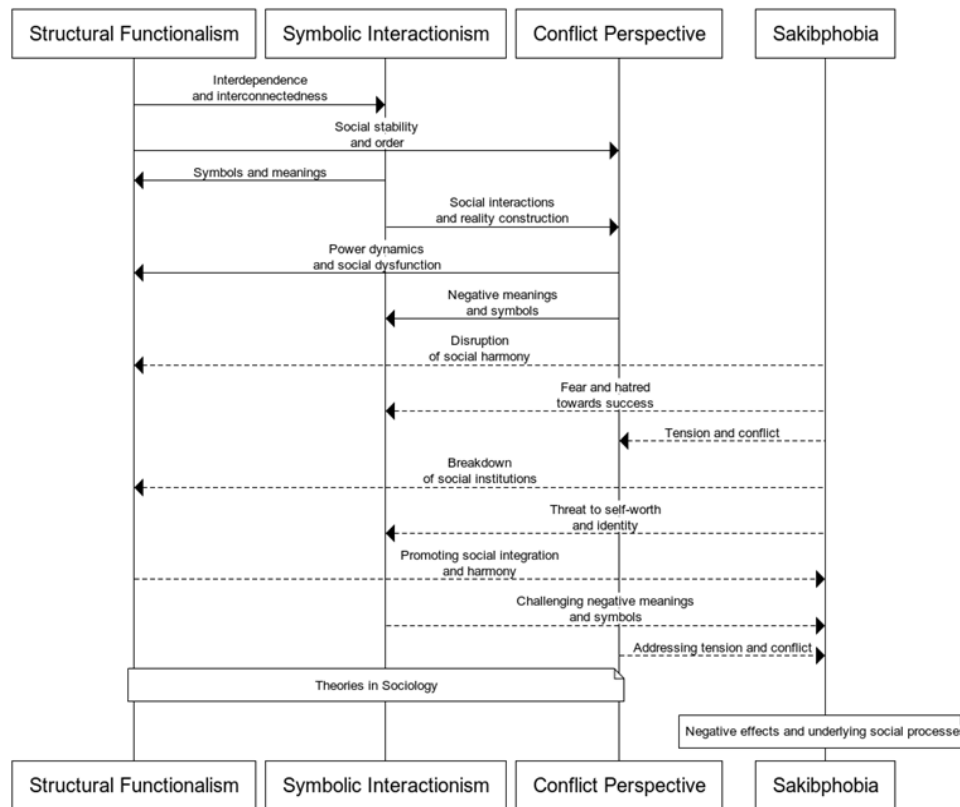 Structural Functionalism
Symbolic Interactionism
Conflict Perspective
Sakibphobia
Interdependence
and interconnectedness
Social stability
and order
Symbols and meanings
Social interactions
and reality construction
Power dynamics
and social dysfunction
Negative meanings
and symbols
Disruption
of social harmony
Fear and hatred
towards success
Tension and conflict
Breakdown
of social institutions
Threat to self-worth
and identity
Promoting social integration
and harmony
Challenging negative meanings
and symbols
Addressing tension and conflict
Theories in Sociology
Negative effects and underlying social processe
Structural Functionalism
Symbolic Interactionism
Conflict Perspective
Sakibphobia